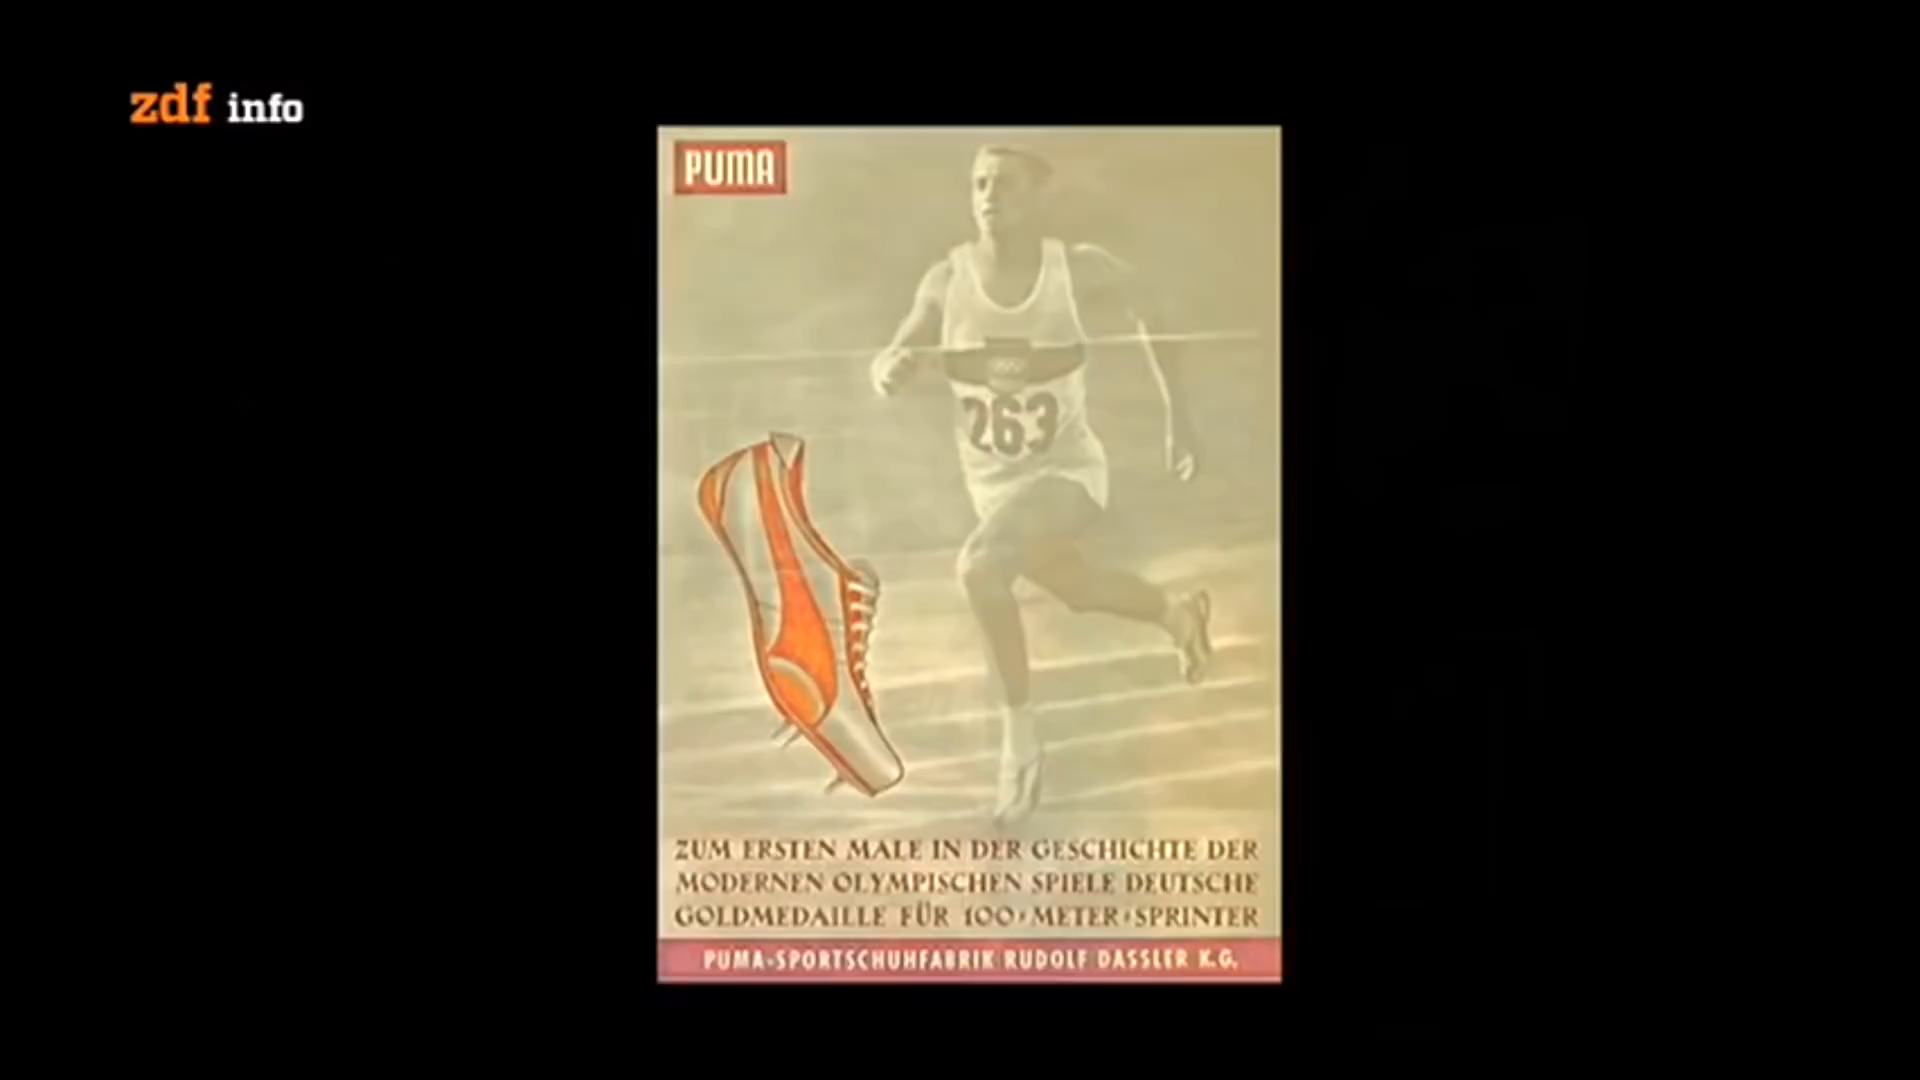 zdf info
PUMA
263
ZUM ERSTEN MALE IN DER GESCHICHTE DER
MODERNEN OLYMPISCHEN SPIELE DEUTSCHE
GOLDMEDAILLE FÜR 100-METER-SPRINTER
PUMA-SPORTSCHUHFABRIK RUDOLF DASSLER K.G.